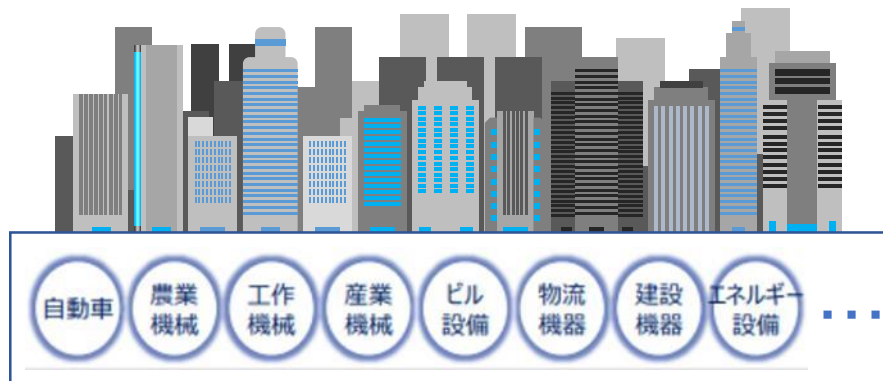 自動車
農業
機械
工作
機械
産業
機械
ビル
設備
物流
機器
建設
機器
エネルギー
設備